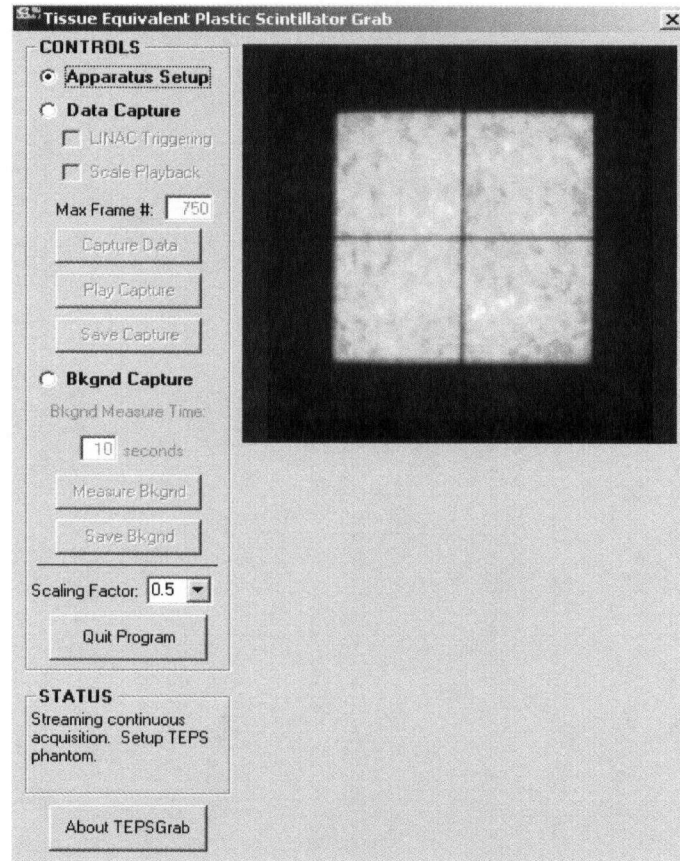 Tissue Equivalent Plastic Scintillator Grab
CONTROLS
Apparatus Setup
Data Capture
LINAC Triggering
Scale Playback
Max Frame #: 750
Capture Data
Play Capture
Save Capture
Bkgnd Capture
Bkgnd Measure Time:
10 seconds
Measure Bkgnd
Save Bkgnd
Scaling Factor: 0.5
Quit Program
STATUS
Streaming continuous
acquisition. Setup TEPS
phantom.
About TEPSGrab